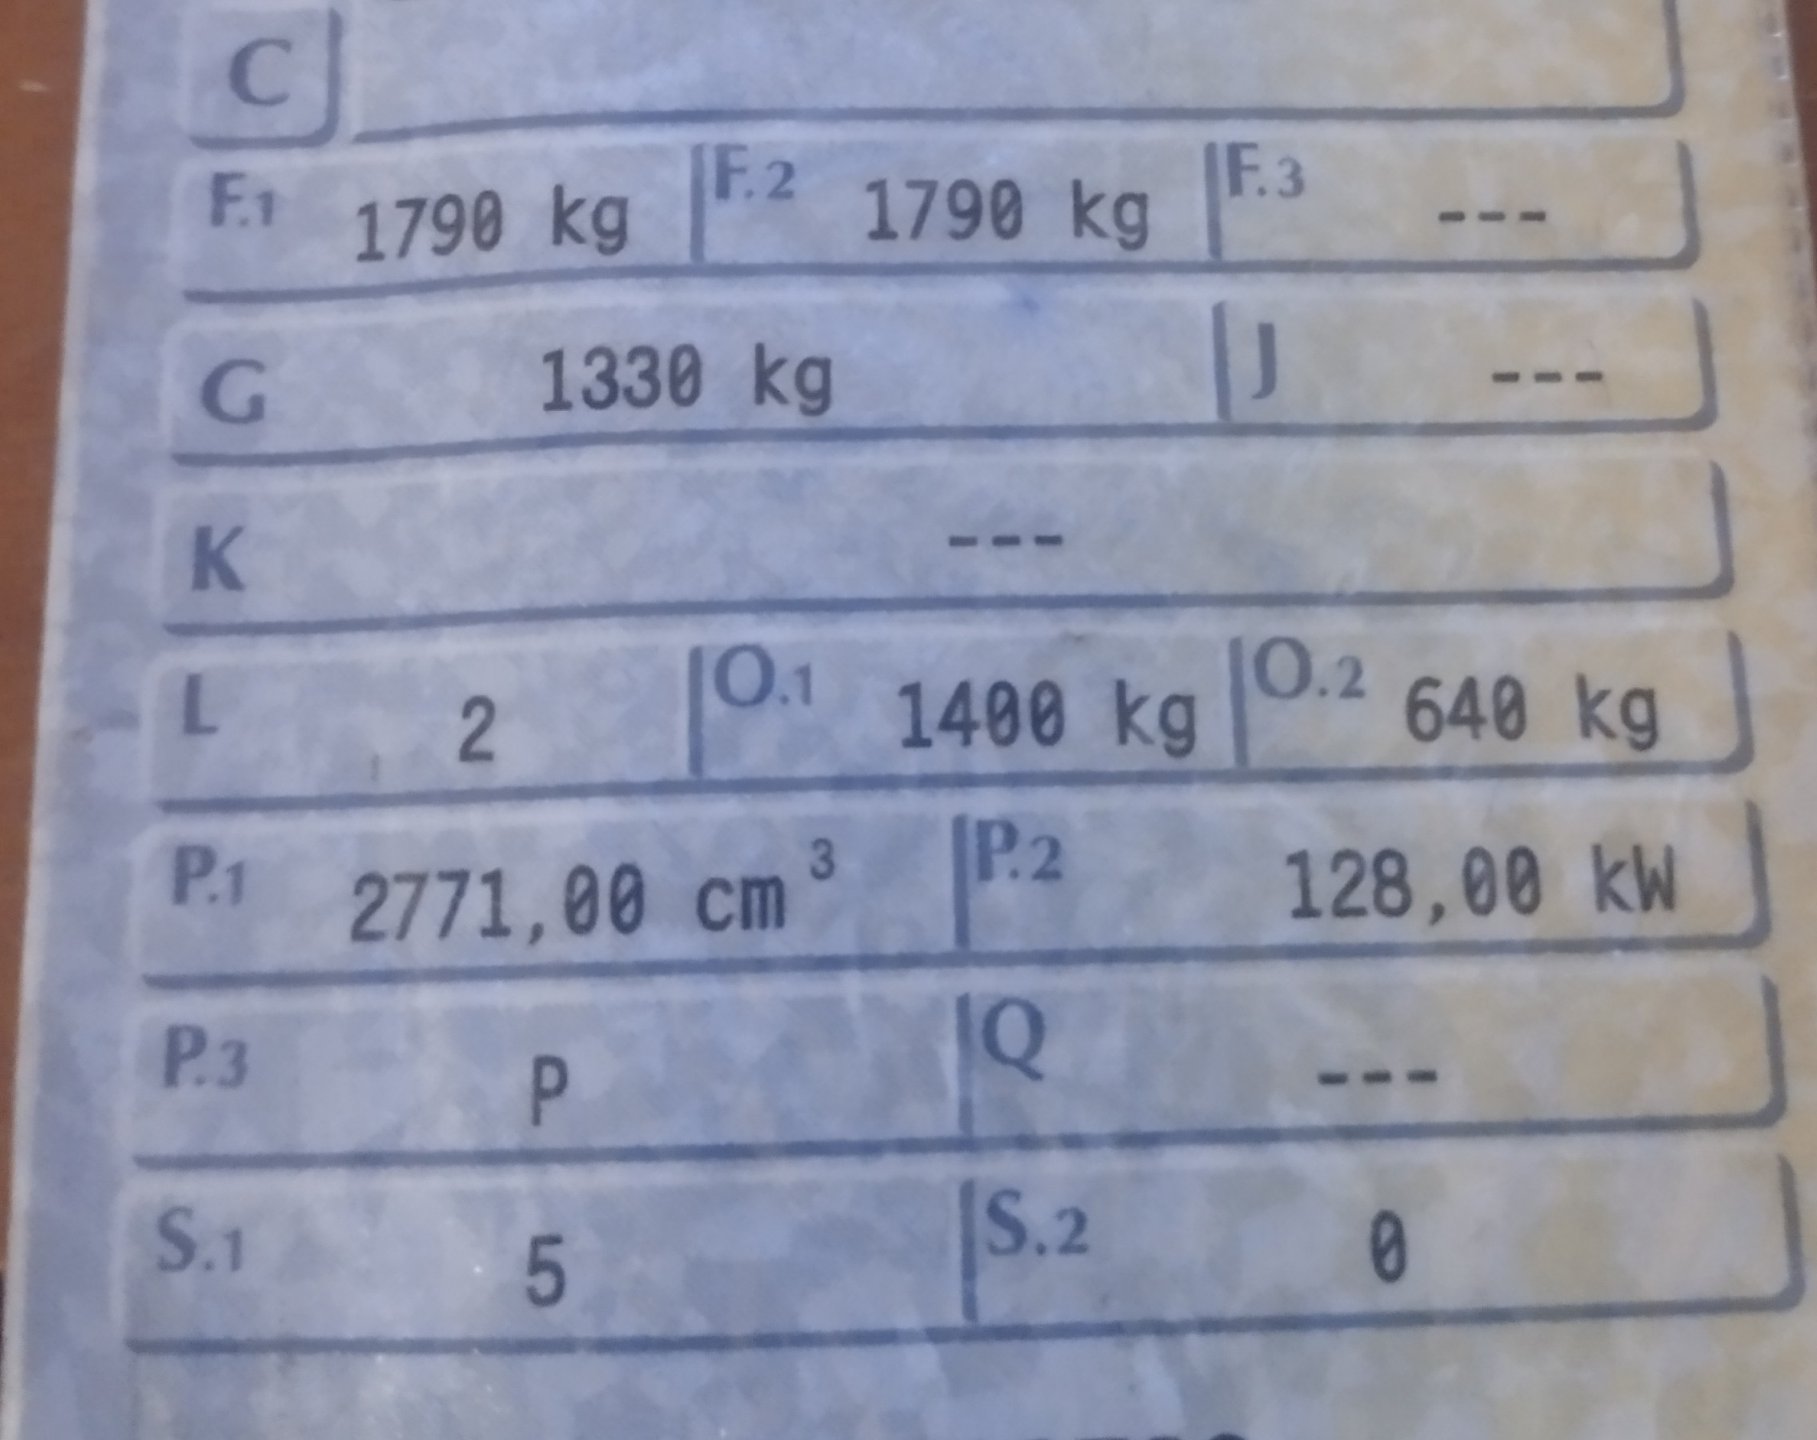 C
F.1 1790 kg F.2 1790 kg F.3 ---
G 1330 kg J ---
K ---
L 2 O.1 1400 kg O.2 640 kg
P.1 2771,00 cm³ P.2 128,00 kW
P.3 P Q ---
S.1 5 S.2 0